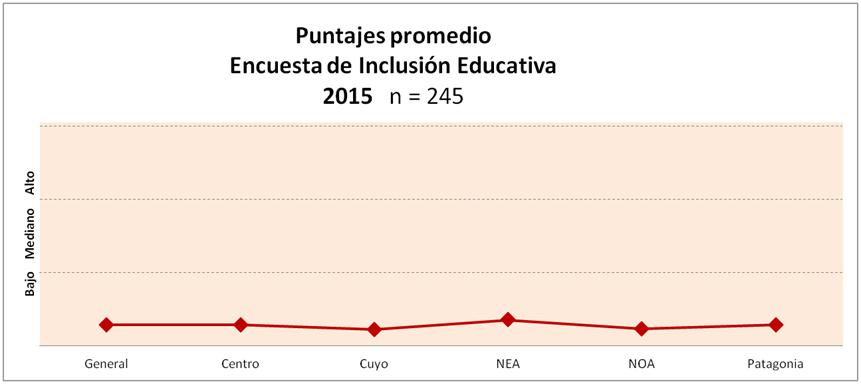 Puntajes promedio
Encuesta de Inclusión Educativa
2015 n = 245
Alto
Mediano
Bajo
General Centro Cuyo NEA NOA Patagonia